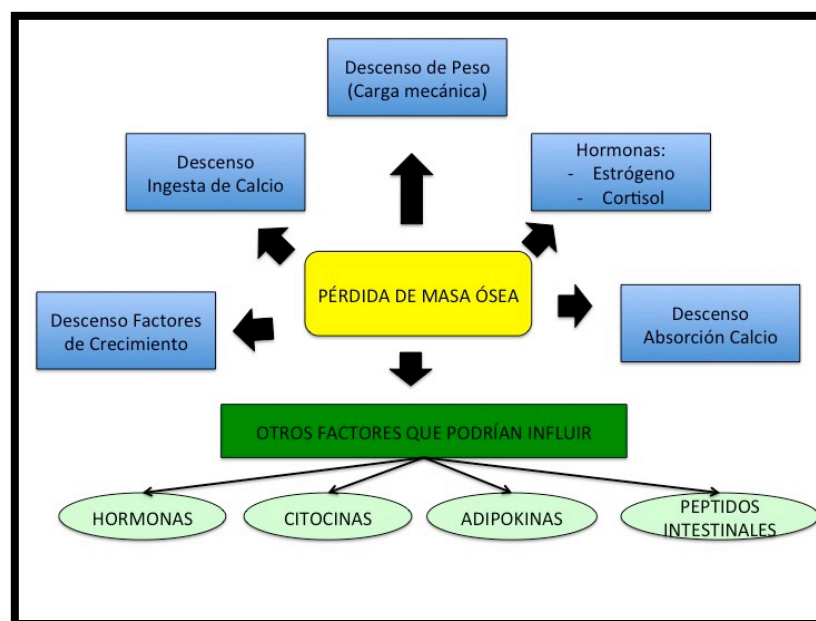 Descenso de Peso
(Carga mecánica)
Descenso
Ingesta de Calcio
Hormonas:
- Estrógeno
- Cortisol
PÉRDIDA DE MASA ÓSEA
Descenso Factores
de Crecimiento
Descenso
Absorción Calcio
OTROS FACTORES QUE PODRÍAN INFLUIR
HORMONAS
CITOCINAS
ADIPOKINAS
PEPTIDOS
INTESTINALES